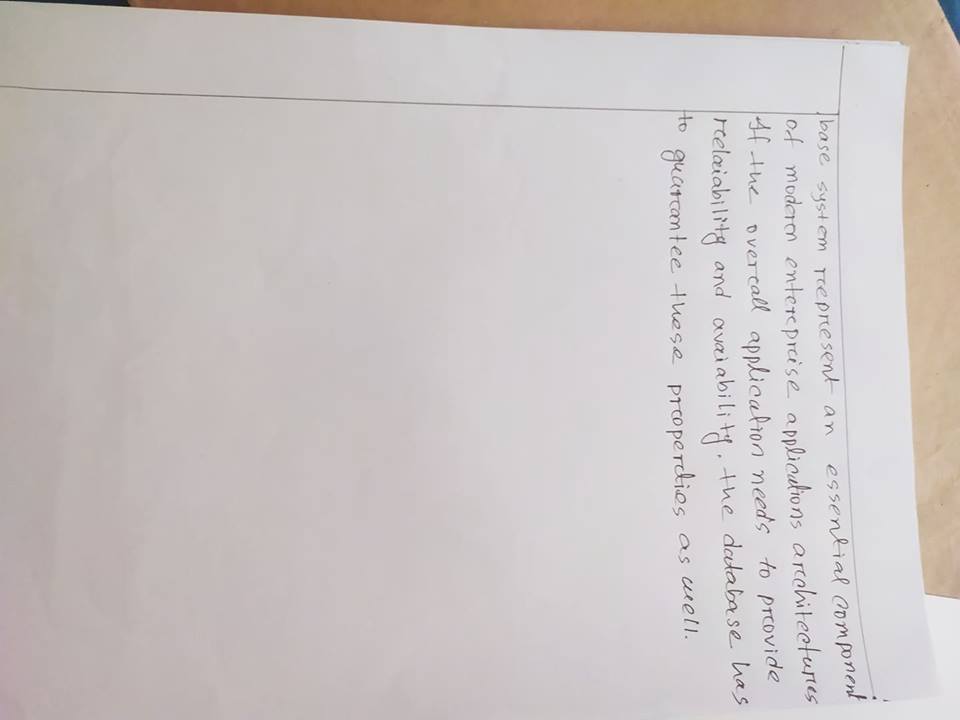 base system represent an essential component
of modern enterprise applications architectures
If the overall application needs to provide
relaiability and avaiability. the database has
to guarantee these properdies as well.